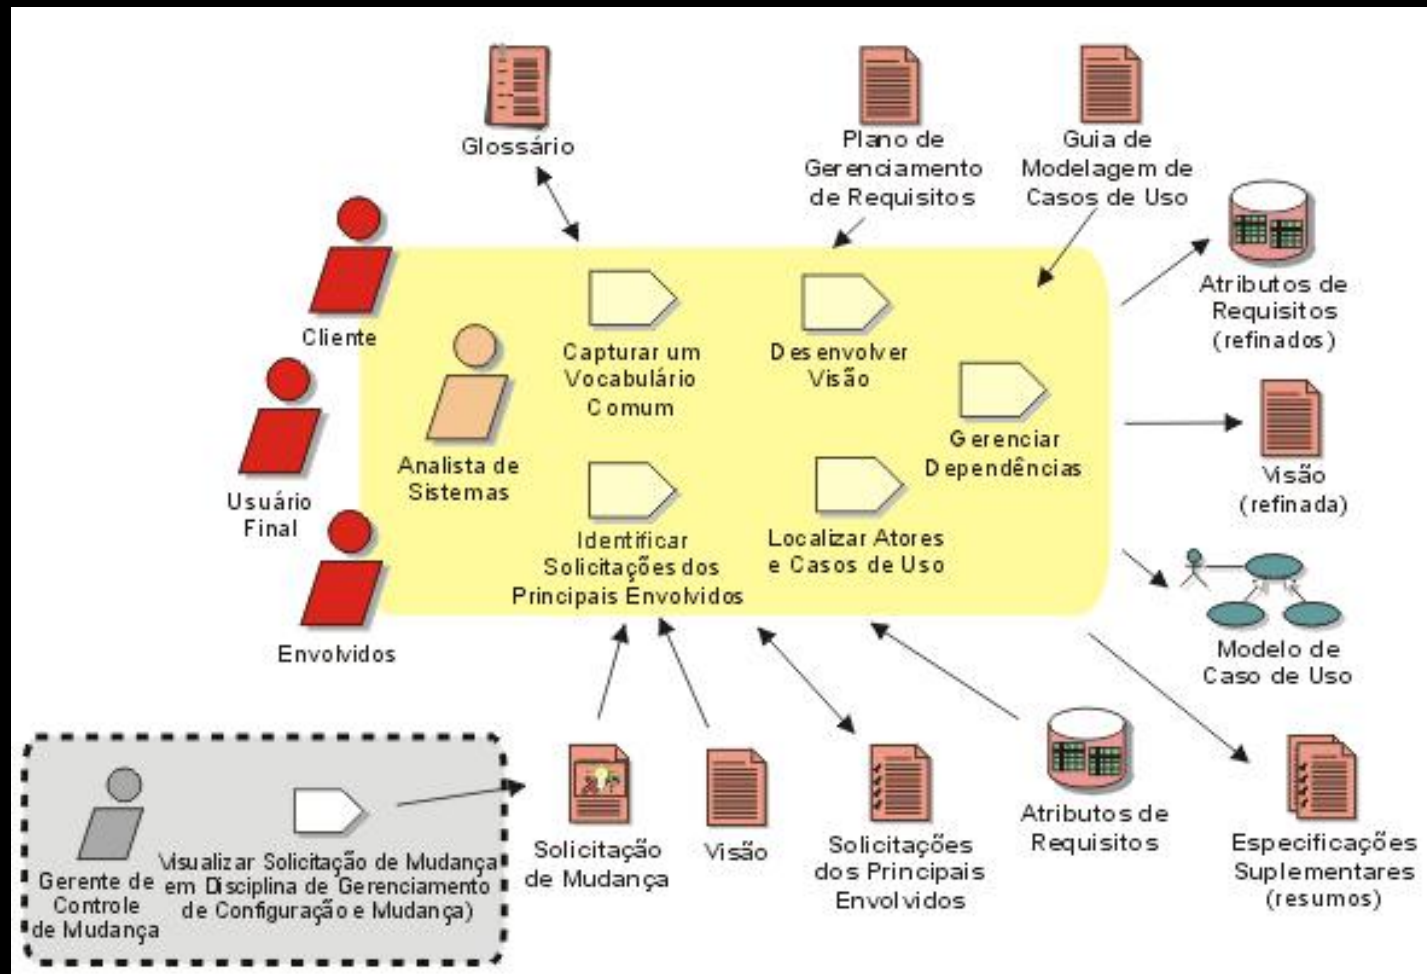 Glossário
Plano de
Gerenciamento
de Requisitos
Guia de
Modelagem de
Casos de Uso
Atributos de
Requisitos
(refinados)
Cliente
Capturar um
Vocabulário
Comum
Desenvolver
Visão
Gerenciar
Dependências
Analista de
Sistemas
Usuário
Final
Visão
(refinada)
Identificar
Solicitações dos
Principais Envolvidos
Localizar Atores
e Casos de Uso
Envolvidos
Modelo de
Caso de Uso
Gerente de
Controle
de Mudança
Visualizar Solicitação de Mudança
em Disciplina de Gerenciamento
de Configuração e Mudança)
Solicitação
de Mudança
Visão
Solicitações
dos Principais
Envolvidos
Atributos de
Requisitos
Especificações
Suplementares
(resumos)